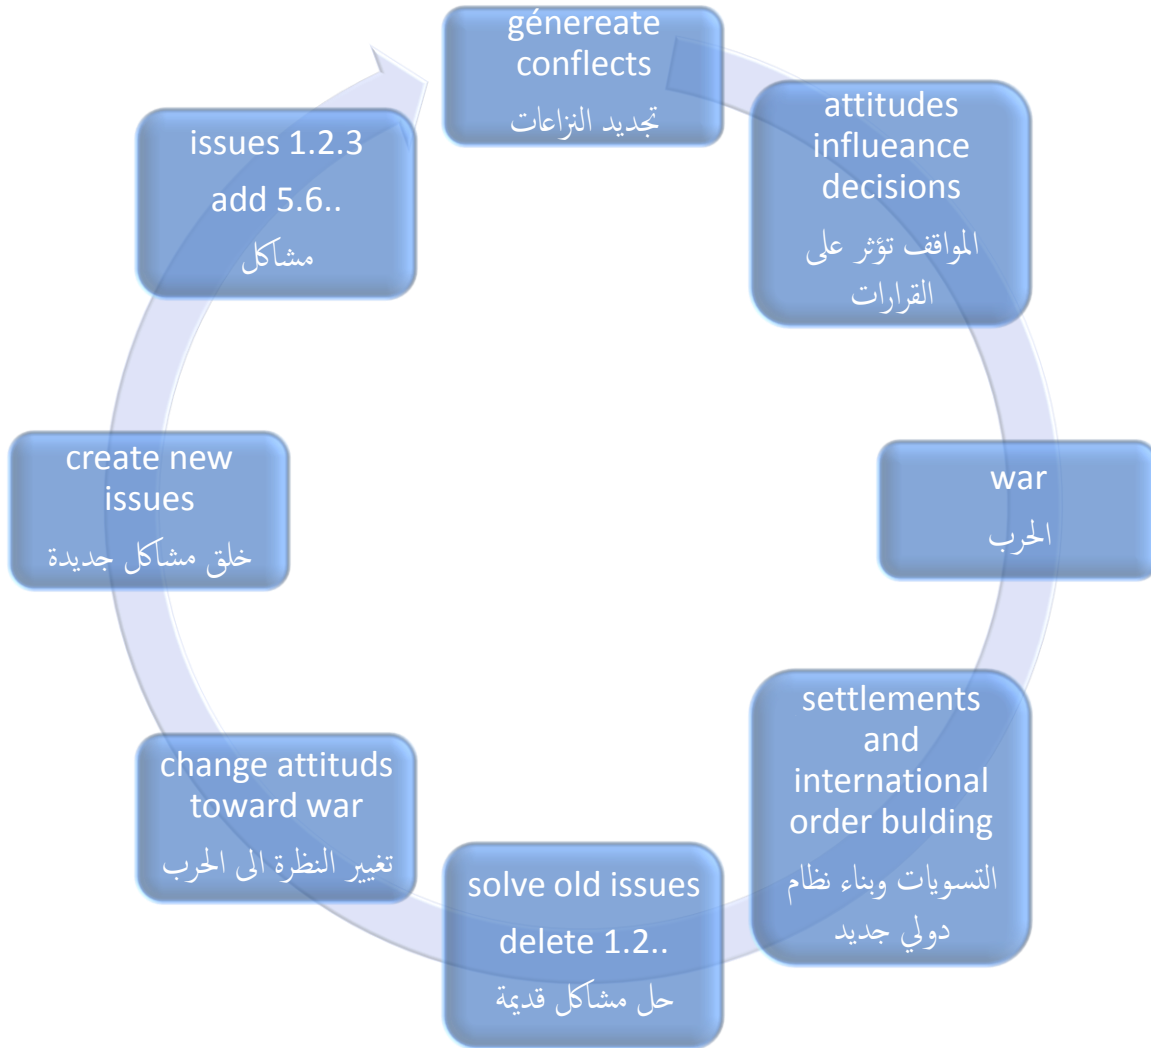 génereate
conflects
تجديد النزاعات
attitudes
influeance
decisions
المواقف تؤثر على
القرارات
war
الحرب
settlements
and
international
order bulding
التسويات وبناء نظام
دولي جديد
solve old issues
delete 1.2..
حل مشاكل قديمة
change attituds
toward war
تغيير النظرة الى الحرب
create new
issues
خلق مشاكل جديدة
issues 1.2.3
add 5.6..
مشاكل